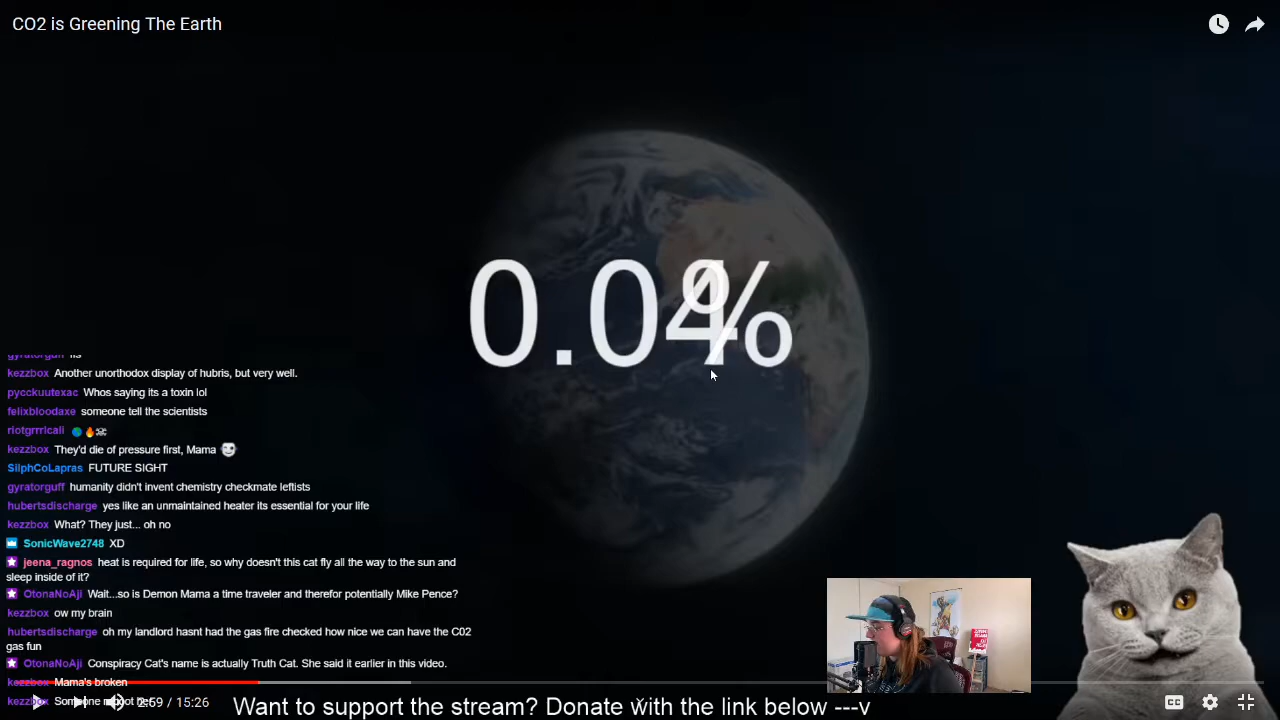 CO2 is Greening The Earth
0.04%
kezzbox Another unorthodox display of hubris, but very well.
pycckuutexac Whos saying its a toxin lol
felixbloodaxe someone tell the scientists
riotgrrrlcali
kezzbox They'd die of pressure first, Mama
SilphCoLapras FUTURE SIGHT
gyratorguff humanity didn't invent chemistry checkmate leftists
hubertsdischarge yes like an unmaintained heater its essential for your life
kezzbox What? They just... oh no
SonicWave2748 XD
jeena_ragnos heat is required for life, so why doesn't this cat fly all the way to the sun and
sleep inside of it?
OtonaNoAji Wait...so is Demon Mama a time traveler and therefor potentially Mike Pence?
kezzbox ow my brain
hubertsdischarge oh my landlord hasnt had the gas fire checked how nice we can have the C02
gas fun
OtonaNoAji Conspiracy Cat's name is actually Truth Cat. She said it earlier in this video.
kezzbox Mama's broken
kezzbox
2:59 / 15:26
Want to support the stream? Donate with the link below ---v